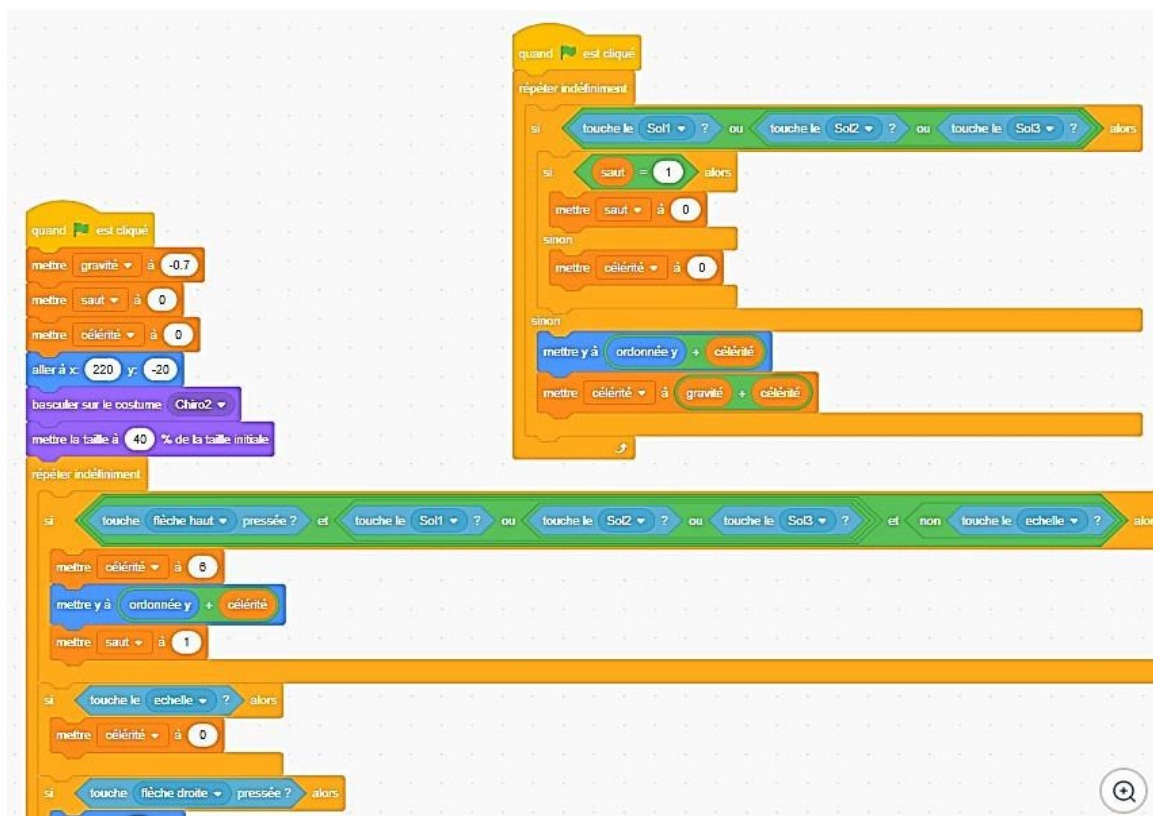 quand est cliqué
répéter indéfiniment
si touche le Sol1 ? ou touche le Sol2 ? ou touche le Sol3 ? alors
si saut = 1 alors
mettre saut à 0
sinon
mettre célérité à 0
sinon
mettre y à ordonnée y + célérité
mettre célérité à gravité + célérité
quand est cliqué
mettre gravité à -0.7
mettre saut à 0
mettre célérité à 0
aller à x: 220 y: -20
basculer sur le costume Chiro2
mettre la taille à 40 % de la taille initiale
répéter indéfiniment
si touche flèche haut pressée ? et touche le Sol1 ? ou touche le Sol2 ? ou touche le Sol3 ? et non touche le echelle ? alo
mettre célérité à 6
mettre y à ordonnée y + célérité
mettre saut à 1
si touche le echelle ? alors
mettre célérité à 0
si touche flèche droite pressée ? alors